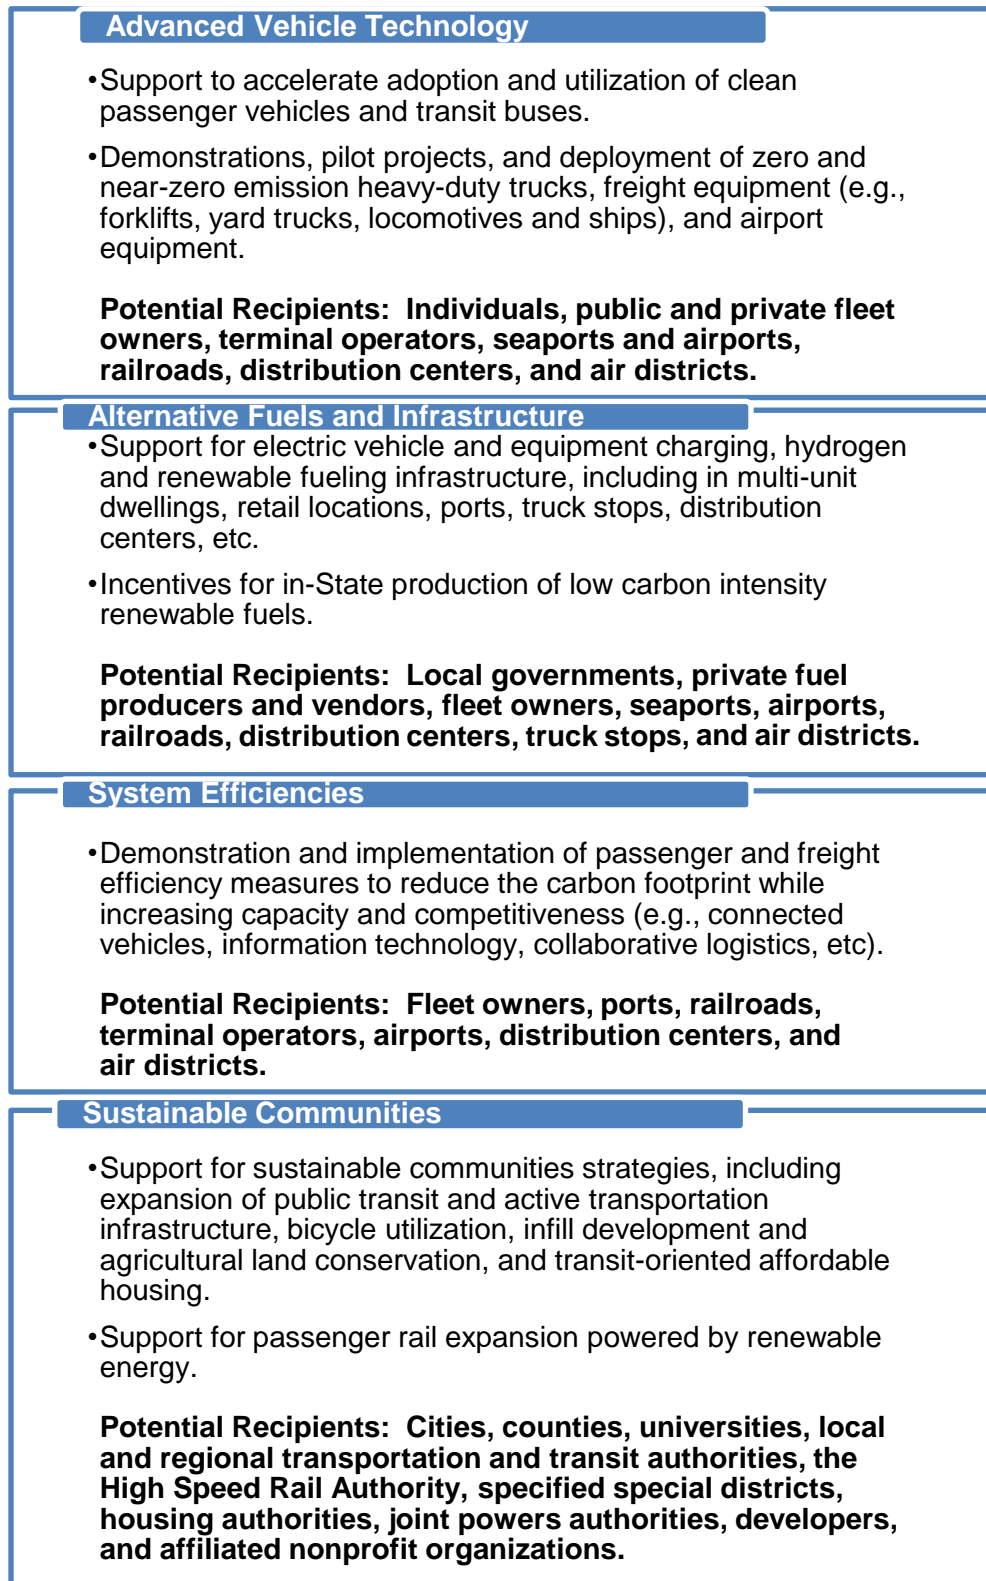 Advanced Vehicle Technology
•Support to accelerate adoption and utilization of clean
passenger vehicles and transit buses.
•Demonstrations, pilot projects, and deployment of zero and
near-zero emission heavy-duty trucks, freight equipment (e.g.,
forklifts, yard trucks, locomotives and ships), and airport
equipment.
Potential Recipients:  Individuals, public and private fleet
owners, terminal operators, seaports and airports,
railroads, distribution centers, and air districts.
Alternative Fuels and Infrastructure
•Support for electric vehicle and equipment charging, hydrogen
and renewable fueling infrastructure, including in multi-unit
dwellings, retail locations, ports, truck stops, distribution
centers, etc.
•Incentives for in-State production of low carbon intensity
renewable fuels.
Potential Recipients:  Local governments, private fuel
producers and vendors, fleet owners, seaports, airports,
railroads, distribution centers, truck stops, and air districts.
System Efficiencies
•Demonstration and implementation of passenger and freight
efficiency measures to reduce the carbon footprint while
increasing capacity and competitiveness (e.g., connected
vehicles, information technology, collaborative logistics, etc).
Potential Recipients:  Fleet owners, ports, railroads,
terminal operators, airports, distribution centers, and
air districts.
Sustainable Communities
•Support for sustainable communities strategies, including
expansion of public transit and active transportation
infrastructure, bicycle utilization, infill development and
agricultural land conservation, and transit-oriented affordable
housing.
•Support for passenger rail expansion powered by renewable
energy.
Potential Recipients:  Cities, counties, universities, local
and regional transportation and transit authorities, the
High Speed Rail Authority, specified special districts,
housing authorities, joint powers authorities, developers,
and affiliated nonprofit organizations.